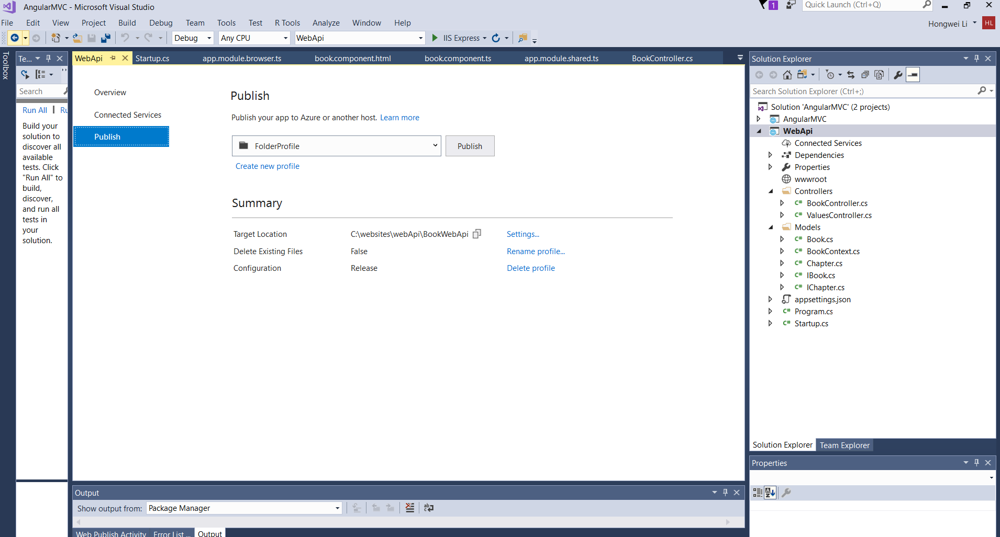 AngularMVC - Microsoft Visual Studio
1
Quick Launch (Ctrl+Q)
File Edit View Project Build Debug Team Tools Test R Tools Analyze Window Help
Hongwei Li HL
Debug Any CPU WebApi IIS Express
Toolbox
Te...
Search
Run All Ru
Build your
solution to
discover all
available
tests. Click
"Run All" to
build,
discover,
and run all
tests in
your
solution.
WebApi Startup.cs app.module.browser.ts book.component.html book.component.ts app.module.shared.ts BookController.cs
Overview
Connected Services
Publish
Publish
Publish your app to Azure or another host. Learn more
FolderProfile Publish
Create new profile
Summary
Target Location C:\websites\webApi\BookWebApi Settings...
Delete Existing Files False Rename profile...
Configuration Release Delete profile
Output
Show output from: Package Manager
Web Publish Activity Error List ... Output
Solution Explorer
Search Solution Explorer (Ctrl+;)
Solution 'AngularMVC' (2 projects)
AngularMVC
WebApi
Connected Services
Dependencies
Properties
wwwroot
Controllers
C# BookController.cs
C# ValuesController.cs
Models
C# Book.cs
C# BookContext.cs
C# Chapter.cs
C# IBook.cs
C# IChapter.cs
appsettings.json
C# Program.cs
C# Startup.cs
Solution Explorer Team Explorer
Properties